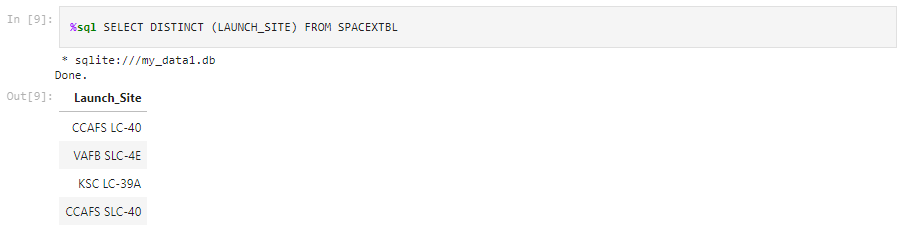 In [9]:
%sql SELECT DISTINCT (LAUNCH_SITE) FROM SPACEXTBL
* sqlite:///my_data1.db
Done.
Out[9]:
Launch_Site
CCAFS LC-40
VAFB SLC-4E
KSC LC-39A
CCAFS SLC-40